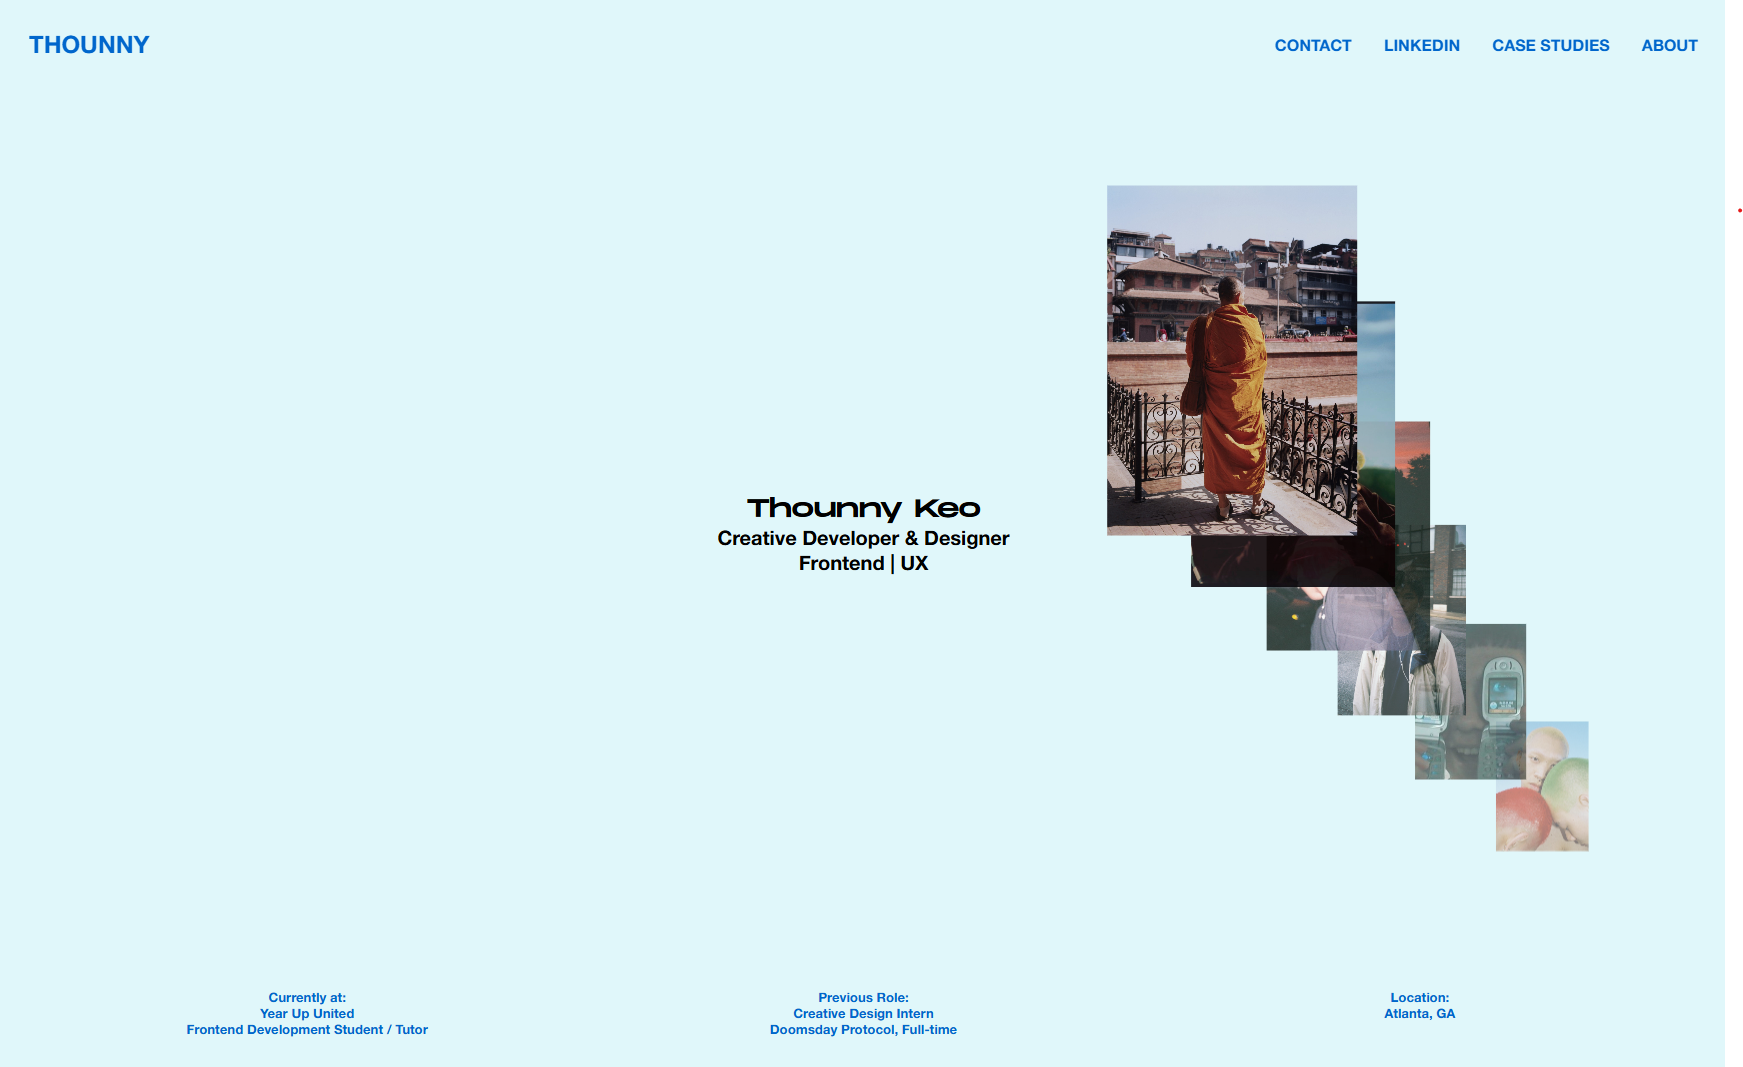 THOUNNY
CONTACT LINKEDIN CASE STUDIES ABOUT
Thounny Keo
Creative Developer & Designer
Frontend | UX
Currently at:
Year Up United
Frontend Development Student / Tutor
Previous Role:
Creative Design Intern
Doomsday Protocol, Full-time
Location:
Atlanta, GA